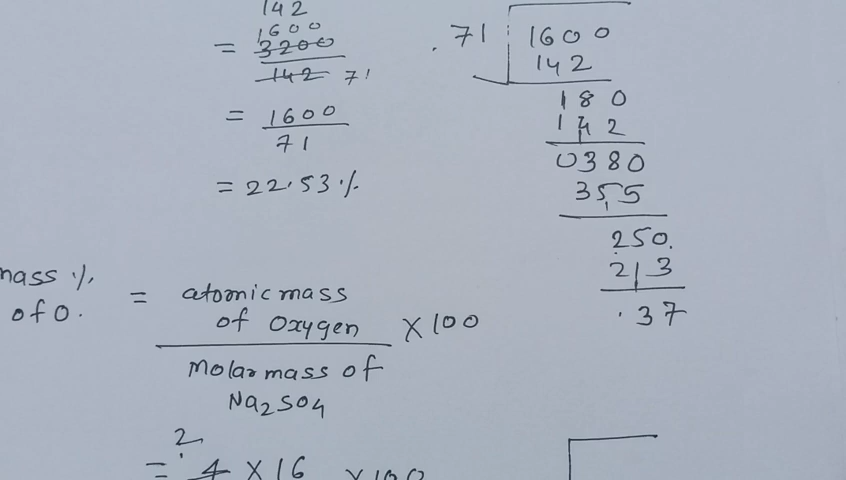 142
1600
= 3200
142 71
= 1600
71
= 22.53%
.71 1600
142
180
142
0380
355
250.
213
.37
mass %
of O. = atomic mass
of Oxygen × 100
Molar mass of
Na2SO4
2
= 4 × 16 × 100